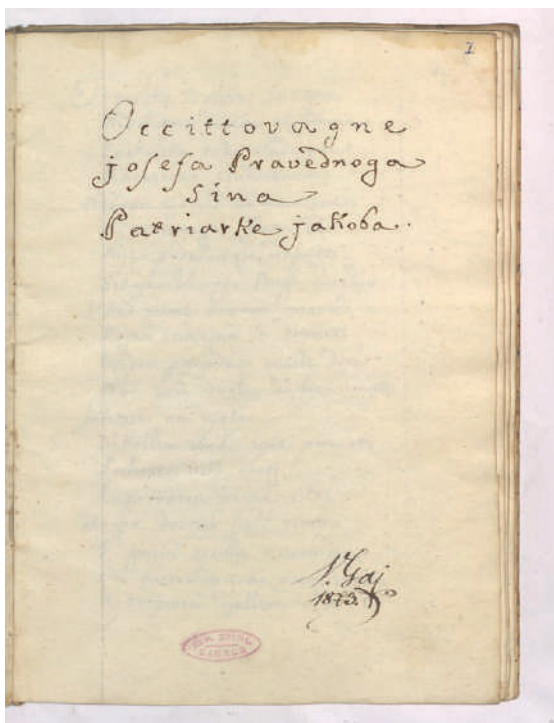 1
Occittovagne
josefa Pravednoga
sina
Patriarke jakoba.
Gaj
1873.